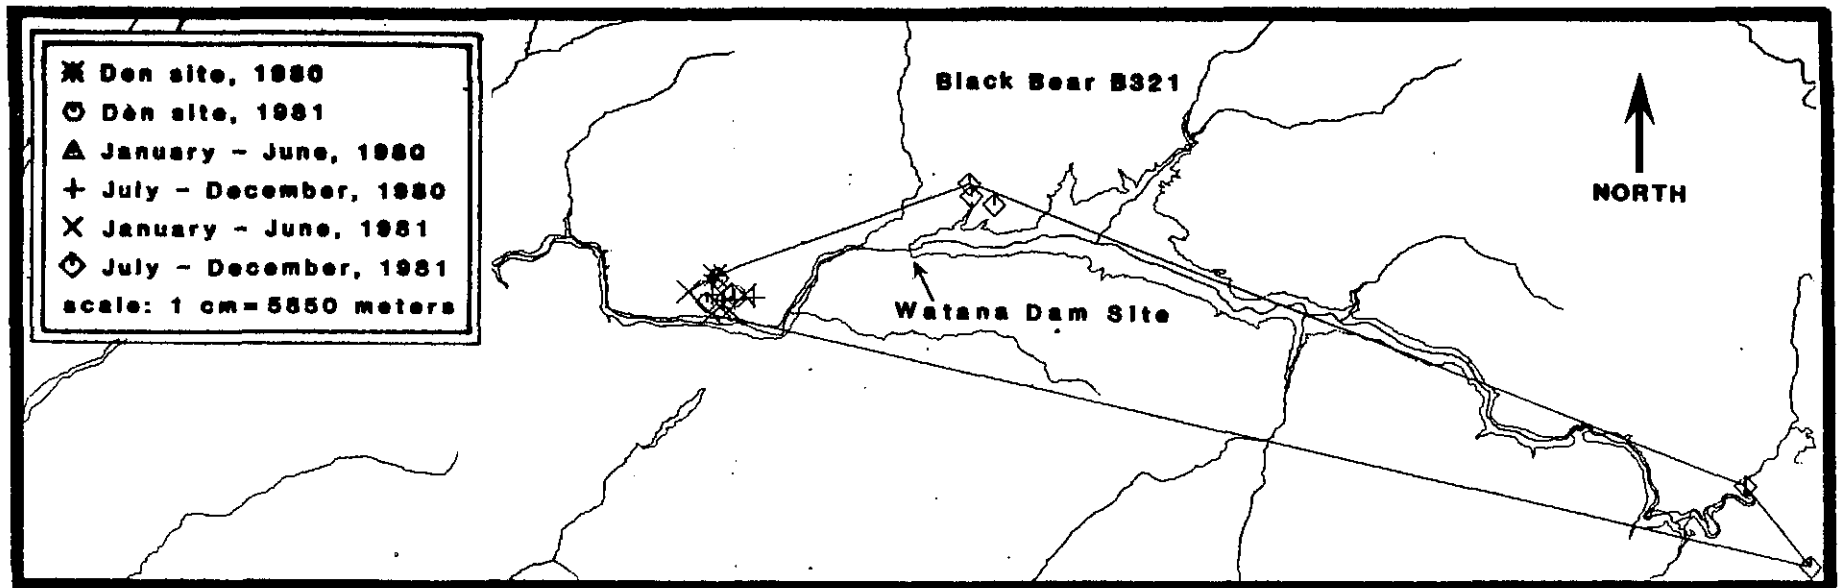 Den site, 1980
Den site, 1981
January - June, 1980
July - December, 1980
January - June, 1981
July - December, 1981
scale: 1 cm=5850 meters
Black Bear B321
NORTH
Watana Dam Site